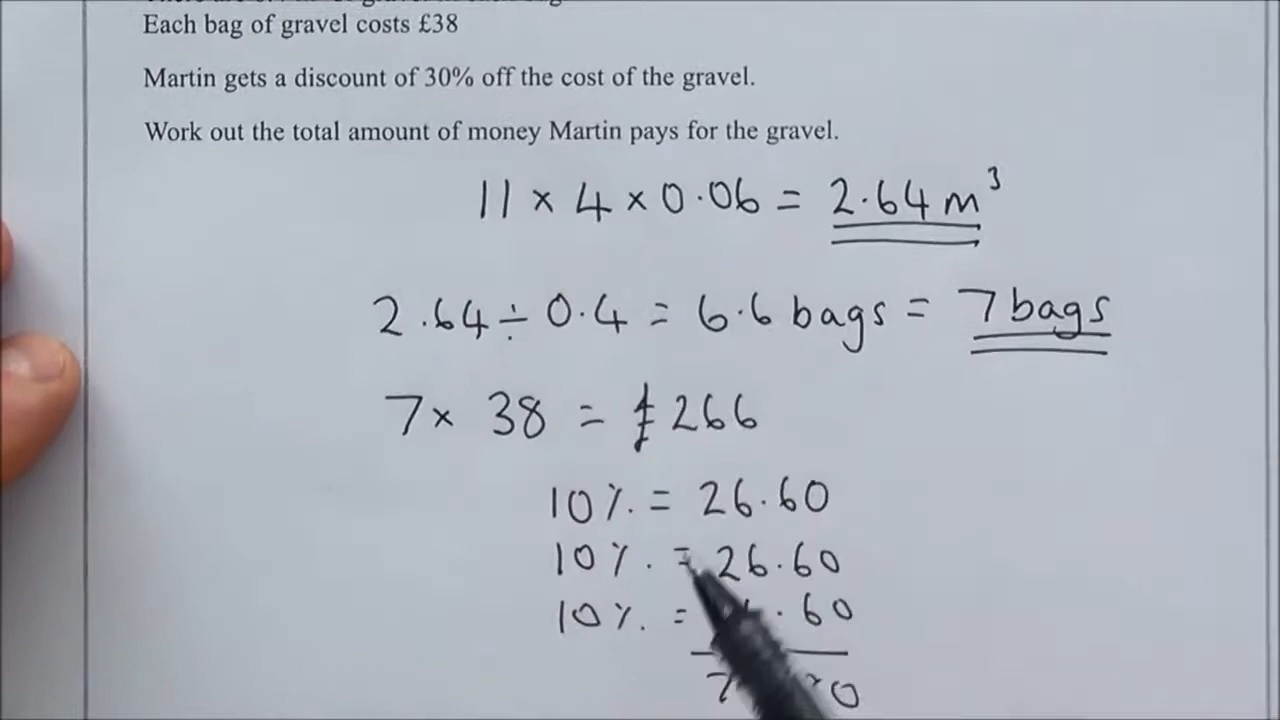 Each bag of gravel costs £38
Martin gets a discount of 30% off the cost of the gravel.
Work out the total amount of money Martin pays for the gravel.
11 × 4 × 0.06 = 2.64 m³
2.64 ÷ 0.4 = 6.6 bags = 7 bags
7 × 38 = £266
10% = 26.60
10% = 26.60
10% =